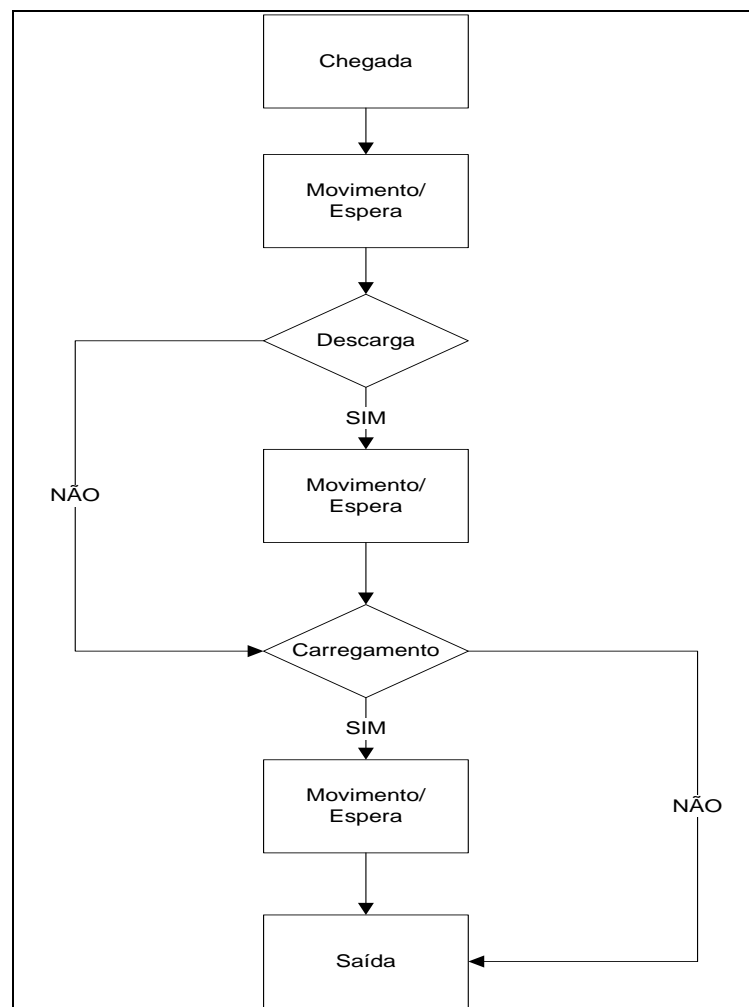 Chegada
Movimento/
Espera
Descarga
SIM
Movimento/
Espera
NÃO
Carregamento
SIM
Movimento/
Espera
NÃO
Saída